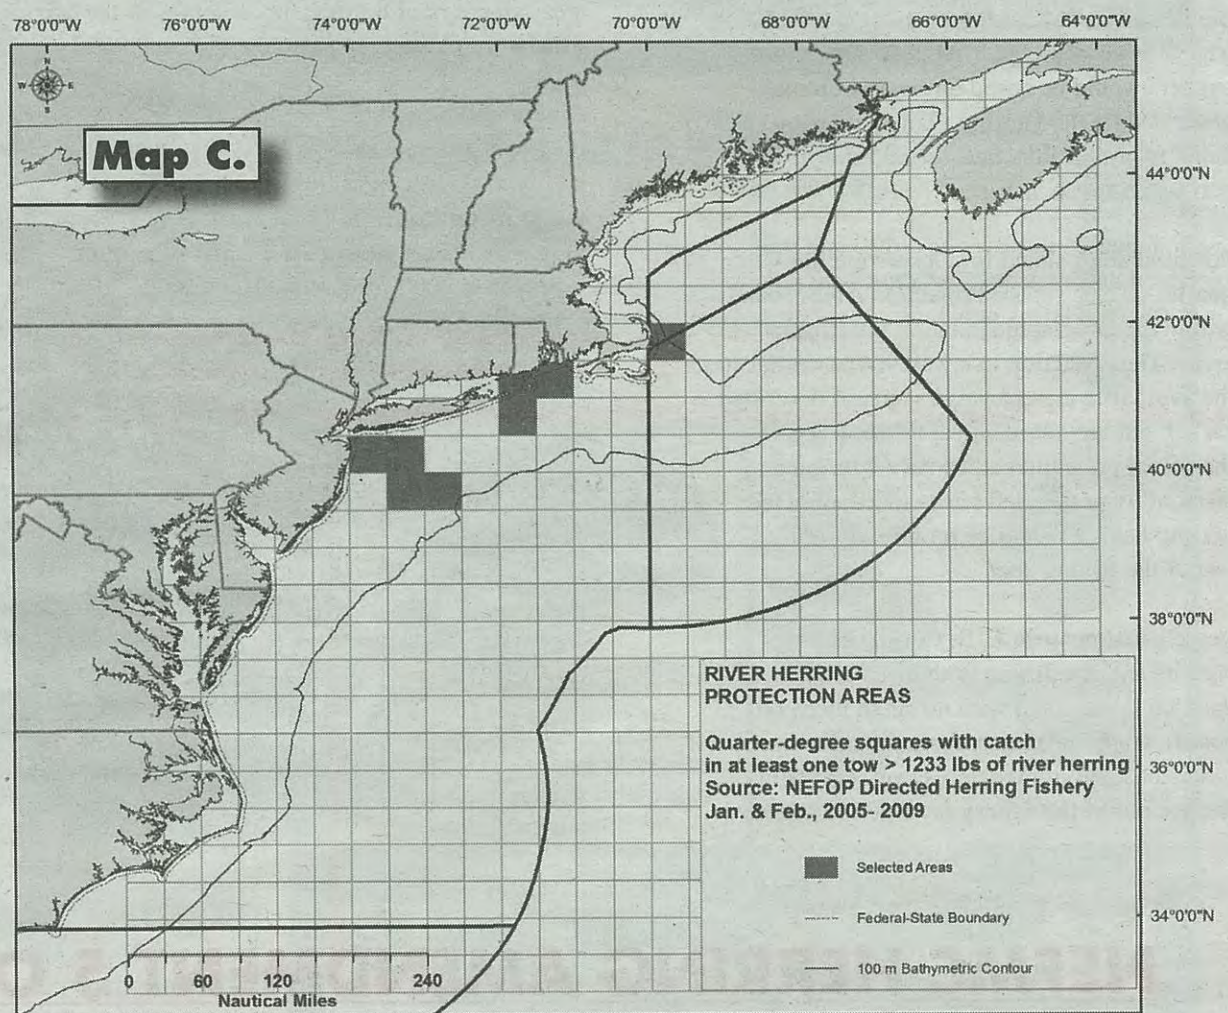 78°0'0"W 76°0'0"W 74°0'0"W 72°0'0"W 70°0'0"W 68°0'0"W 66°0'0"W 64°0'0"W
N
W E
S
Map C.
44°0'0"N
42°0'0"N
40°0'0"N
38°0'0"N
36°0'0"N
34°0'0"N
RIVER HERRING
PROTECTION AREAS
Quarter-degree squares with catch
in at least one tow > 1233 lbs of river herring
Source: NEFOP Directed Herring Fishery
Jan. & Feb., 2005- 2009
Selected Areas
Federal-State Boundary
100 m Bathymetric Contour
0 60 120 240
Nautical Miles